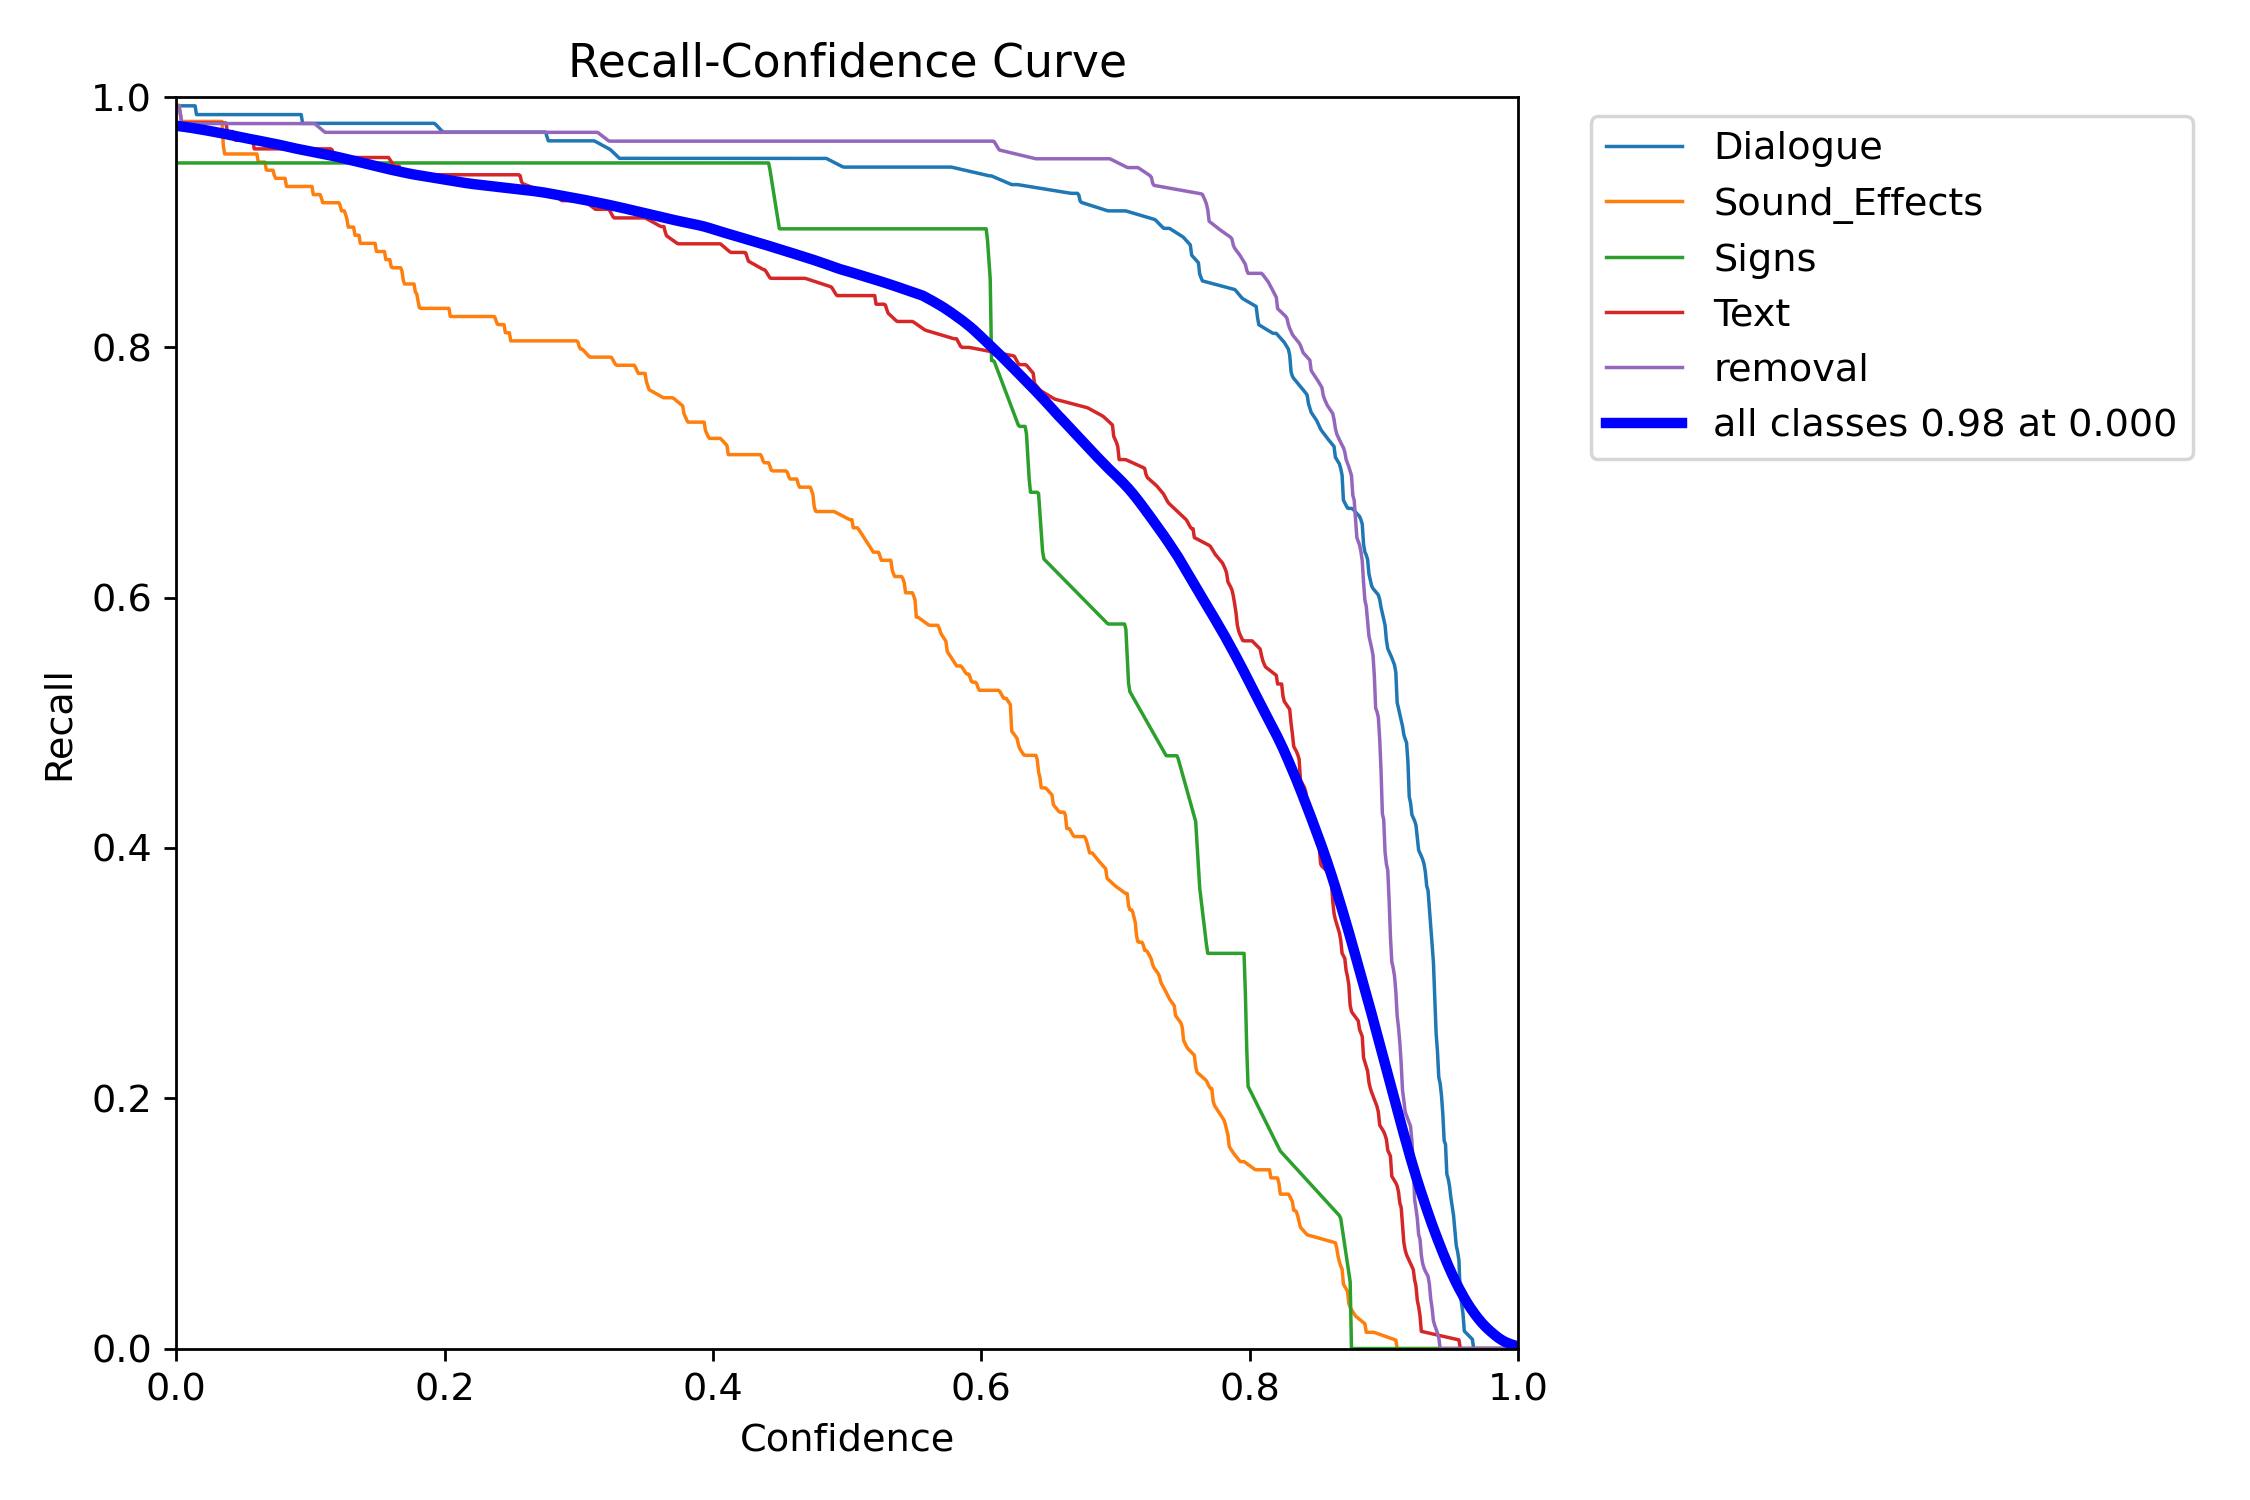 Recall-Confidence Curve
1.0
0.8
0.6
0.4
0.2
0.0
Recall
0.0 0.2 0.4 0.6 0.8 1.0
Confidence
Dialogue
Sound_Effects
Signs
Text
removal
all classes 0.98 at 0.000